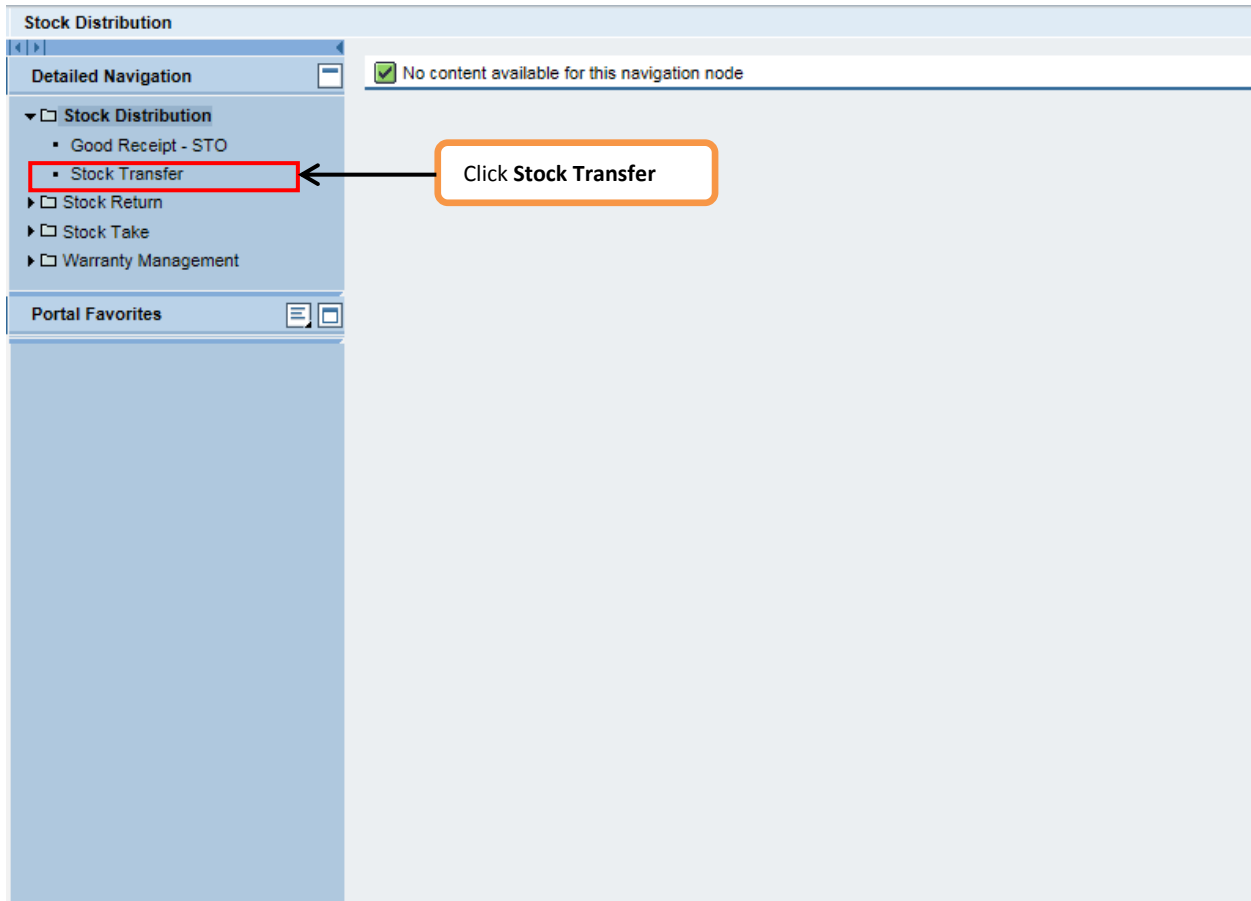 Stock Distribution
Detailed Navigation
No content available for this navigation node
Stock Distribution
Good Receipt - STO
Stock Transfer
Click Stock Transfer
Stock Return
Stock Take
Warranty Management
Portal Favorites